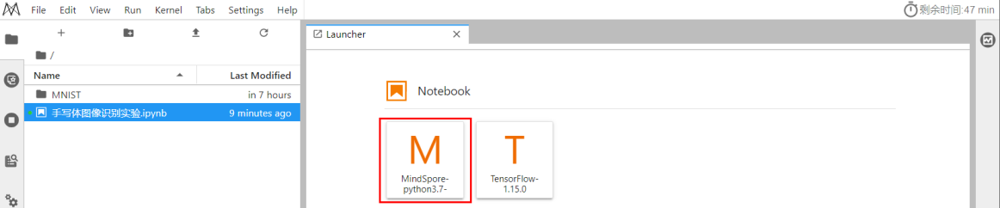 File Edit View Run Kernel Tabs Settings Help
剩余时间:47 min
Launcher
/
Name Last Modified
MNIST in 7 hours
手写体图像识别实验.ipynb 9 minutes ago
Notebook
M
MindSpore-
python3.7-
T
TensorFlow-
1.15.0